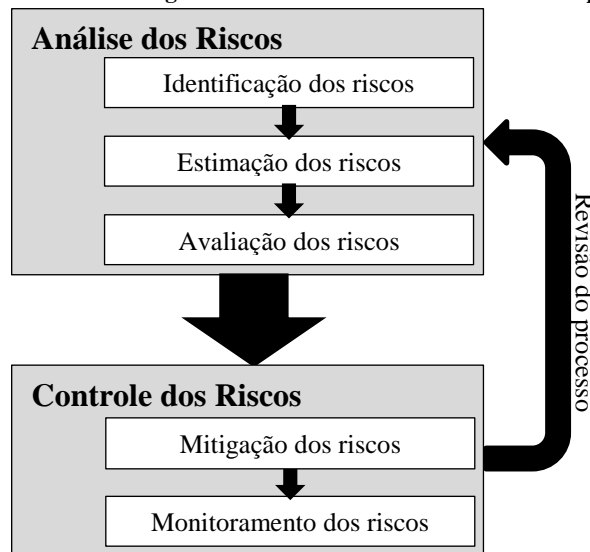 Análise dos Riscos
Identificação dos riscos
Estimação dos riscos
Avaliação dos riscos
Revisão do processo
Controle dos Riscos
Mitigação dos riscos
Monitoramento dos riscos